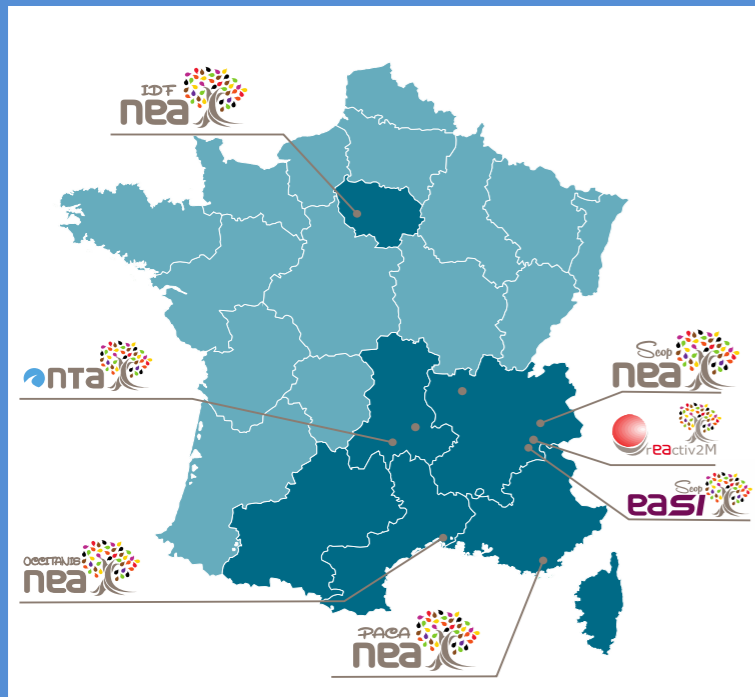 IDF
nea
nta
Scop
nea
reactiv2M
Scop
easi
OCCITANIE
nea
PACA
nea